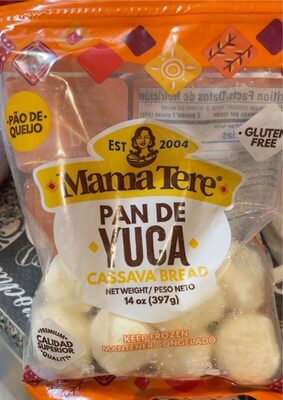 PÃO DE
QUEIJO
EST 2004
Mama Tere®
GLUTEN
FREE
PAN DE
YUCA
CASSAVA BREAD
NET WEIGHT/ PESO NETO
14 oz (397g)
KEEP FROZEN
MANTENER CONGELADO
PREMIUM
CALIDAD
SUPERIOR
QUALITY